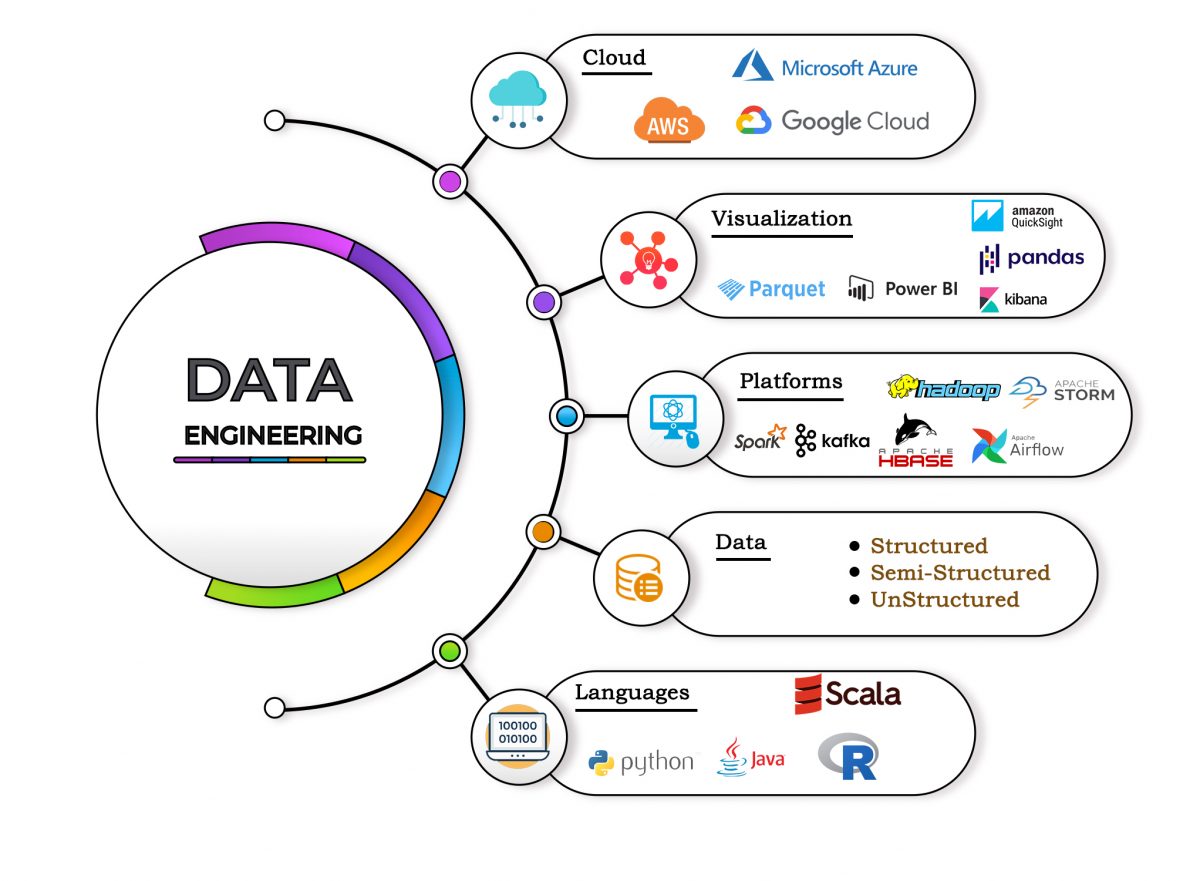 DATA
ENGINEERING
Cloud
Microsoft Azure
AWS
Google Cloud
Visualization
amazon
QuickSight
pandas
Parquet
Power BI
kibana
Platforms
hadoop
APACHE
STORM
Spark
kafka
APACHE
HBASE
Apache
Airflow
Data
• Structured
• Semi-Structured
• UnStructured
100100
010100
Languages
Scala
python
Java
R